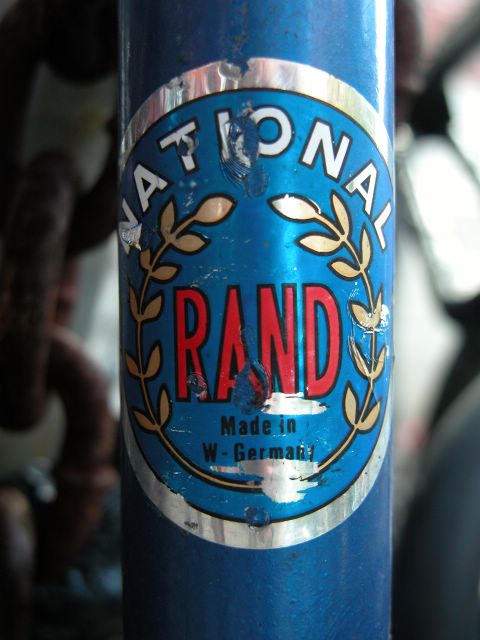 NATIONAL
RAND
Made in
W-Germany